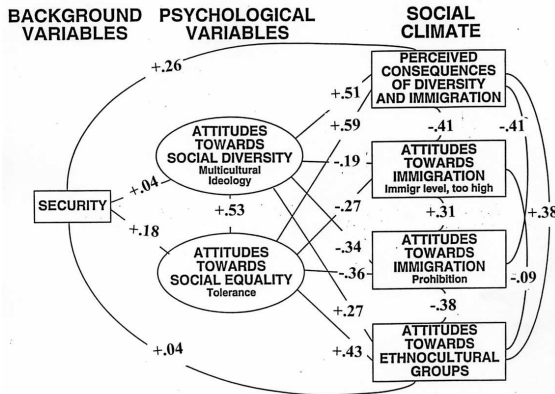 BACKGROUND VARIABLES
PSYCHOLOGICAL VARIABLES
SOCIAL CLIMATE
PERCEIVED
CONSEQUENCES
OF DIVERSITY
AND IMMIGRATION
+.26
+.51
+.59
-.41
-.41
ATTITUDES
TOWARDS
SOCIAL DIVERSITY
Multicultural
Ideology
-.19
ATTITUDES
TOWARDS
IMMIGRATION
Immigr level, too high
SECURITY
+.04
+.18
+.53
-.27
+.31
+.38
-.34
-.36
ATTITUDES
TOWARDS
SOCIAL EQUALITY
Tolerance
ATTITUDES
TOWARDS
IMMIGRATION
Prohibition
-.09
+.27
-.38
+.43
+.04
ATTITUDES
TOWARDS
ETHNOCULTURAL
GROUPS